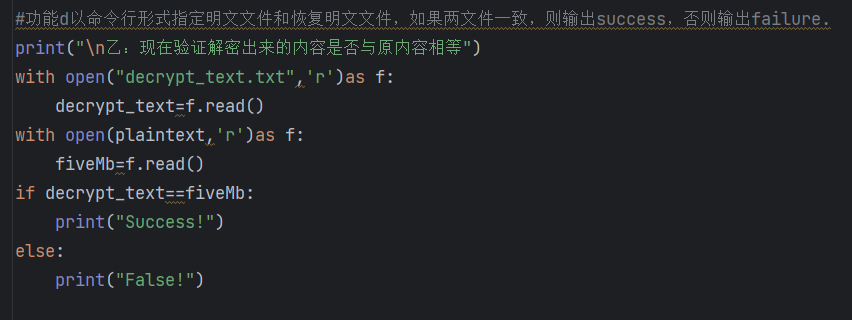 #功能d以命令行形式指定明文文件和恢复明文文件，如果两文件一致，则输出success，否则输出failure.
print("\n乙：现在验证解密出来的内容是否与原内容相等")
with open("decrypt_text.txt",'r')as f:
    decrypt_text=f.read()
with open(plaintext,'r')as f:
    fiveMb=f.read()
if decrypt_text==fiveMb:
    print("Success!")
else:
    print("False!")